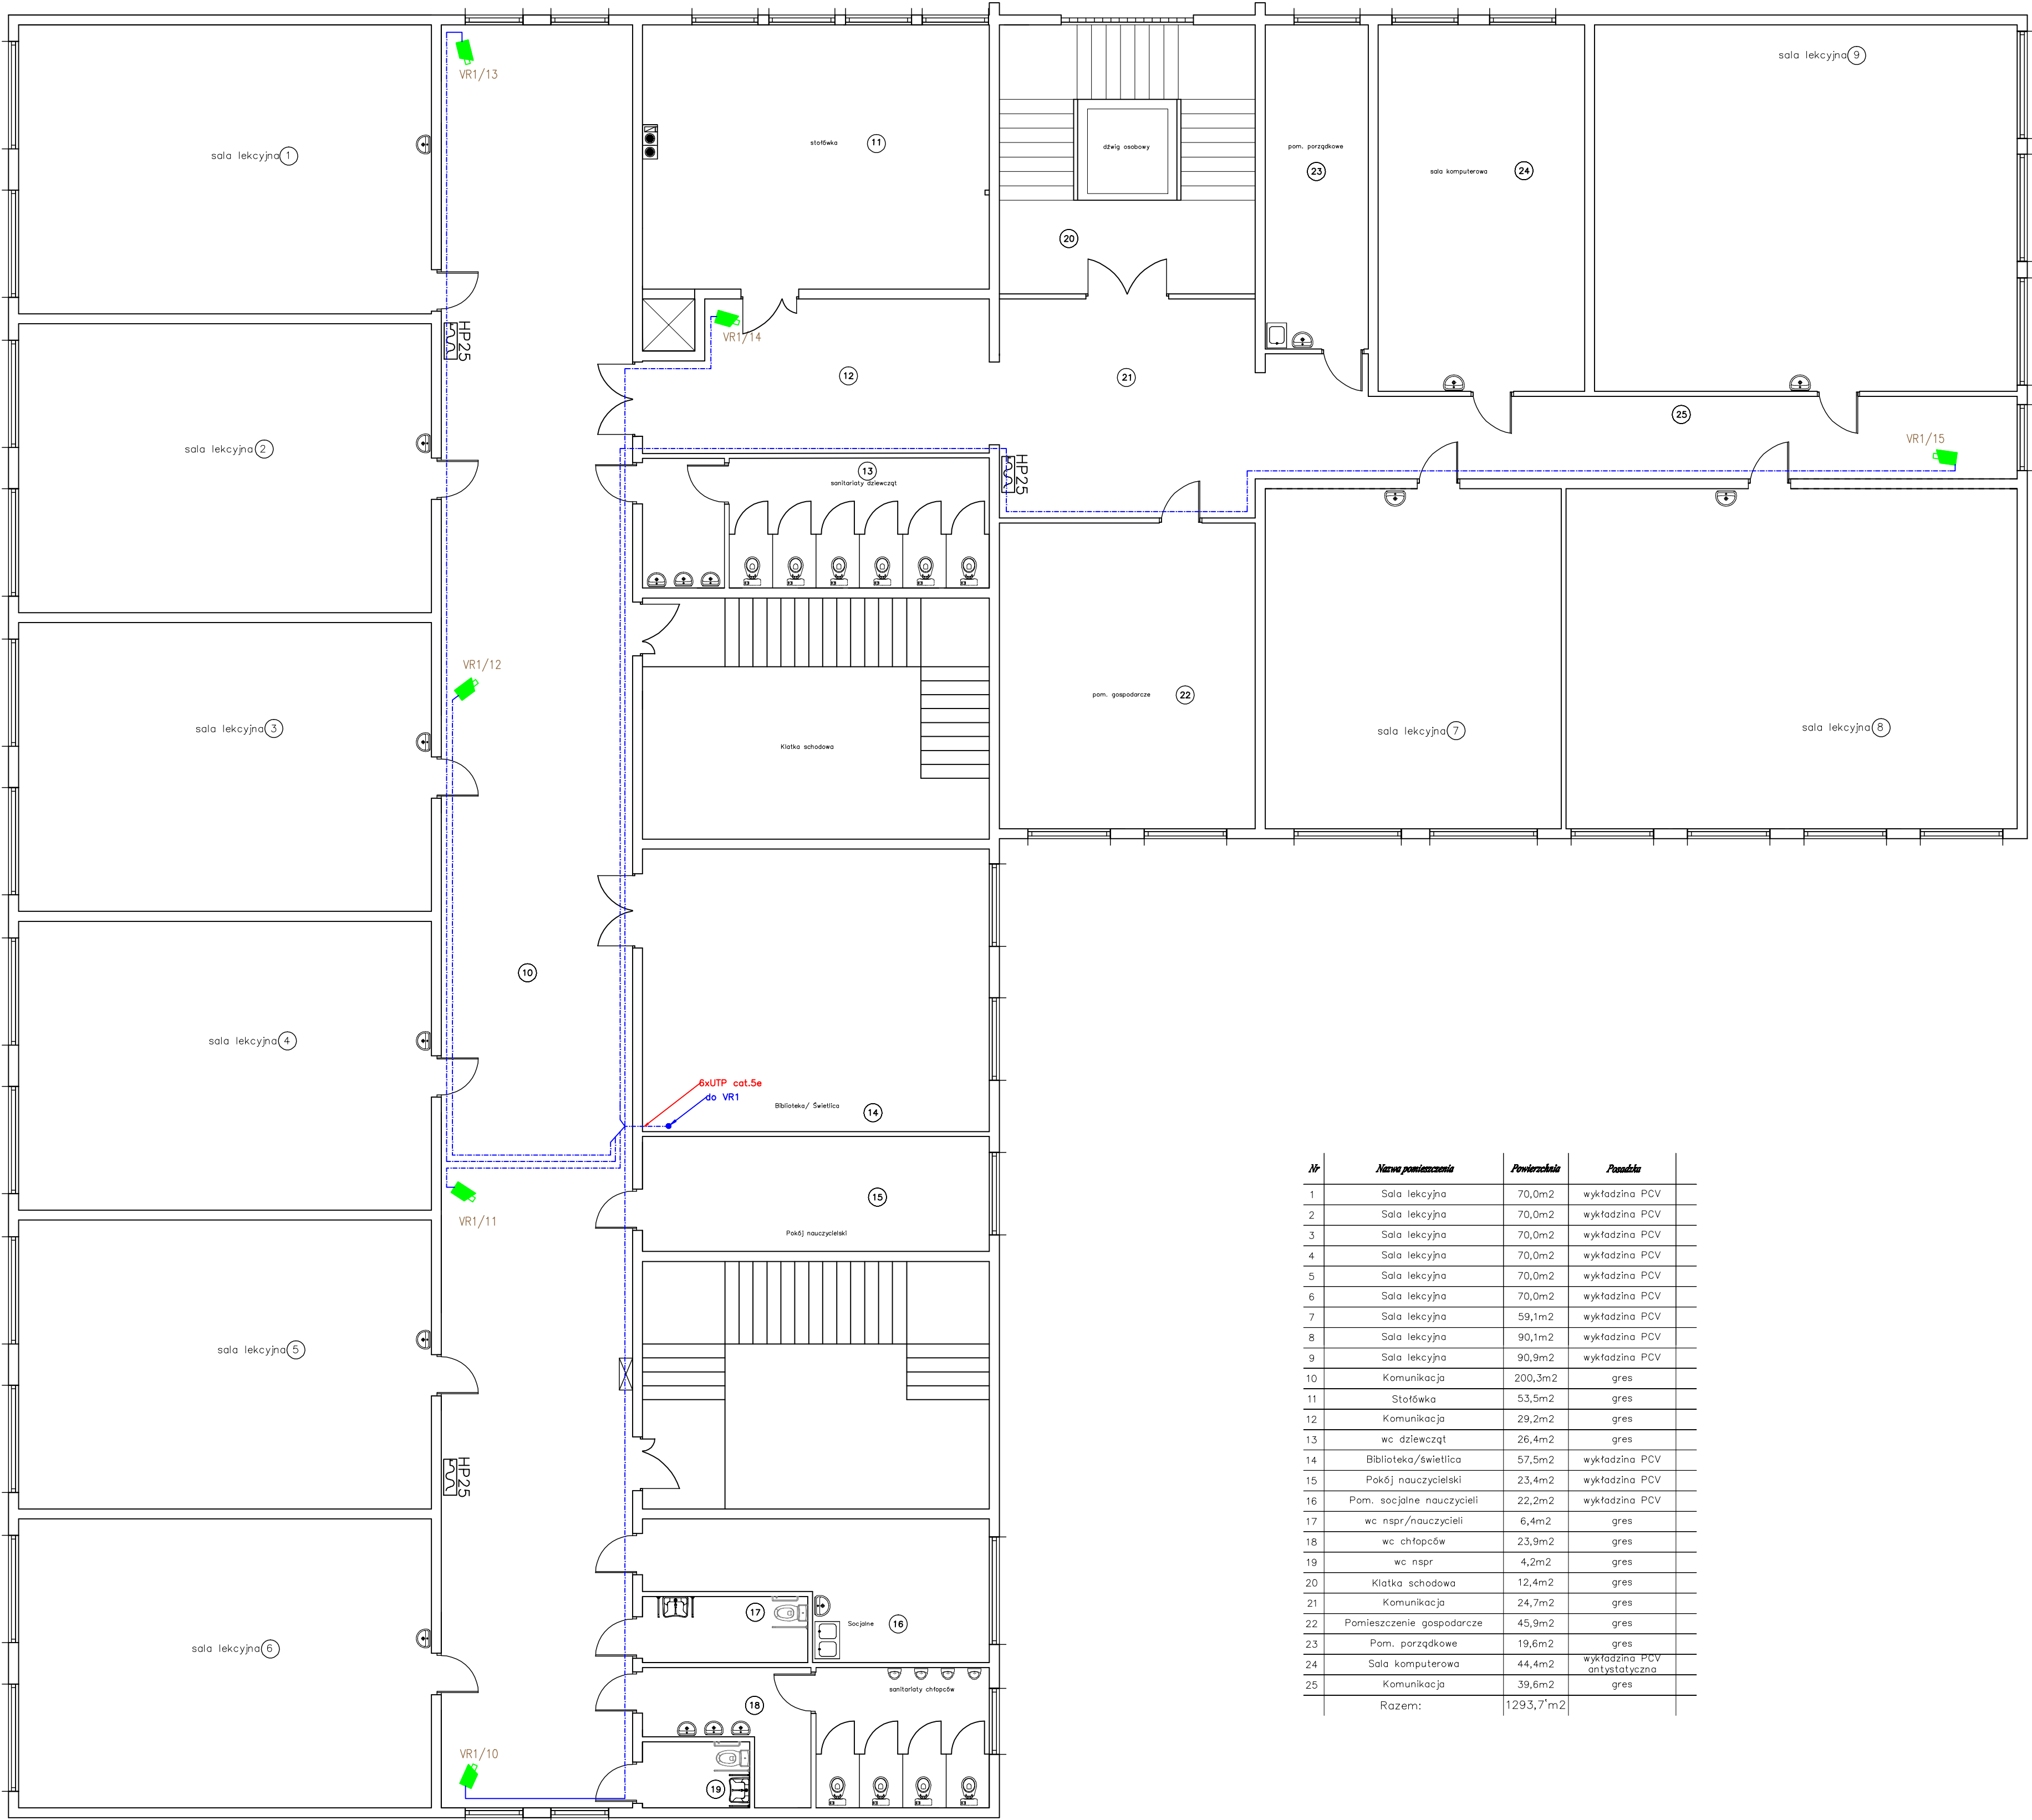 VR1/13
sala lekcyjna 9
sala lekcyjna 1
stołówka 11
dźwig osobowy
pom. porządkowe
23
sala komputerowa 24
20
HP25
VR1/14
12
21
25
VR1/15
sala lekcyjna 2
HP25
13
sanitariaty dziewcząt
VR1/12
pom. gospodarcze 22
sala lekcyjna 3
Klatka schodowa
sala lekcyjna 7
sala lekcyjna 8
10
sala lekcyjna 4
6xUTP cat.5e
do VR1
Biblioteka/ Świetlica 14
VR1/11
15
Pokój nauczycielski
sala lekcyjna 5
HP25
17
Socjalne 16
sala lekcyjna 6
sanitariaty chłopców
18
VR1/10
19
Nr Nazwa pomieszczenia Powierzchnia Posadzka
1 Sala lekcyjna 70,0m2 wykładzina PCV
2 Sala lekcyjna 70,0m2 wykładzina PCV
3 Sala lekcyjna 70,0m2 wykładzina PCV
4 Sala lekcyjna 70,0m2 wykładzina PCV
5 Sala lekcyjna 70,0m2 wykładzina PCV
6 Sala lekcyjna 70,0m2 wykładzina PCV
7 Sala lekcyjna 59,1m2 wykładzina PCV
8 Sala lekcyjna 90,1m2 wykładzina PCV
9 Sala lekcyjna 90,9m2 wykładzina PCV
10 Komunikacja 200,3m2 gres
11 Stołówka 53,5m2 gres
12 Komunikacja 29,2m2 gres
13 wc dziewcząt 26,4m2 gres
14 Biblioteka/świetlica 57,5m2 wykładzina PCV
15 Pokój nauczycielski 23,4m2 wykładzina PCV
16 Pom. socjalne nauczycieli 22,2m2 wykładzina PCV
17 wc nspr/nauczycieli 6,4m2 gres
18 wc chłopców 23,9m2 gres
19 wc nspr 4,2m2 gres
20 Klatka schodowa 12,4m2 gres
21 Komunikacja 24,7m2 gres
22 Pomieszczenie gospodarcze 45,9m2 gres
23 Pom. porządkowe 19,6m2 gres
24 Sala komputerowa 44,4m2 wykładzina PCV
antystatyczna
25 Komunikacja 39,6m2 gres
Razem: 1293,7'm2